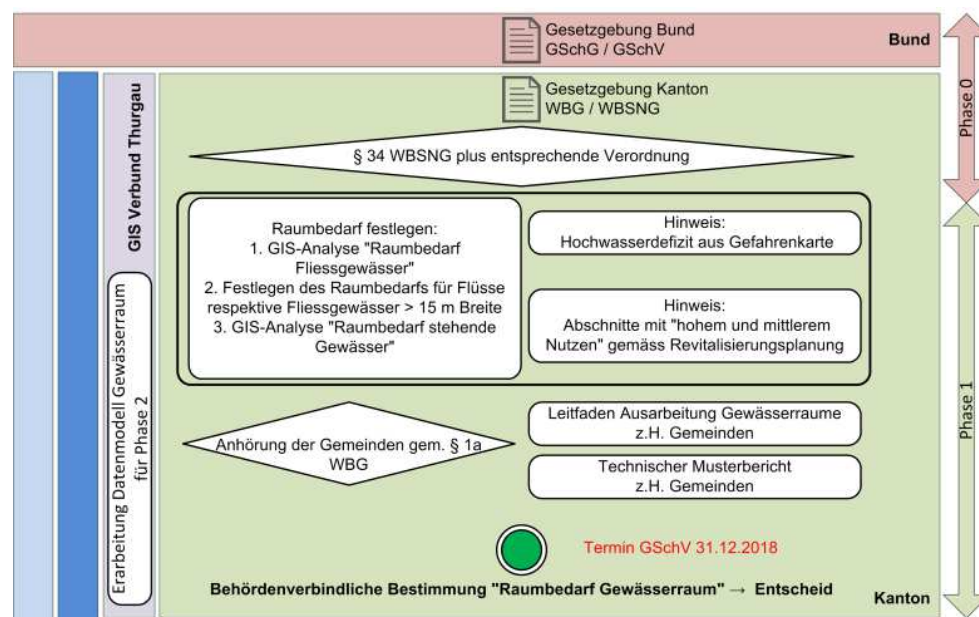 Gesetzgebung Bund
GSchG / GSchV
Bund
Phase 0
GIS Verbund Thurgau
Gesetzgebung Kanton
WBG / WBSNG
§ 34 WBSNG plus entsprechende Verordnung
Raumbedarf festlegen:
1. GIS-Analyse "Raumbedarf
Fliessgewässer"
2. Festlegen des Raumbedarfs für Flüsse
respektive Fliessgewässer > 15 m Breite
3. GIS-Analyse "Raumbedarf stehende
Gewässer"
Hinweis:
Hochwasserdefizit aus Gefahrenkarte
Hinweis:
Abschnitte mit "hohem und mittlerem
Nutzen" gemäss Revitalisierungsplanung
Erarbeitung Datenmodell Gewässerraum
für Phase 2
Phase 1
Anhörung der Gemeinden gem. § 1a
WBG
Leitfaden Ausarbeitung Gewässerraume
z.H. Gemeinden
Technischer Musterbericht
z.H. Gemeinden
Termin GSchV 31.12.2018
Behördenverbindliche Bestimmung "Raumbedarf Gewässerraum" → Entscheid
Kanton